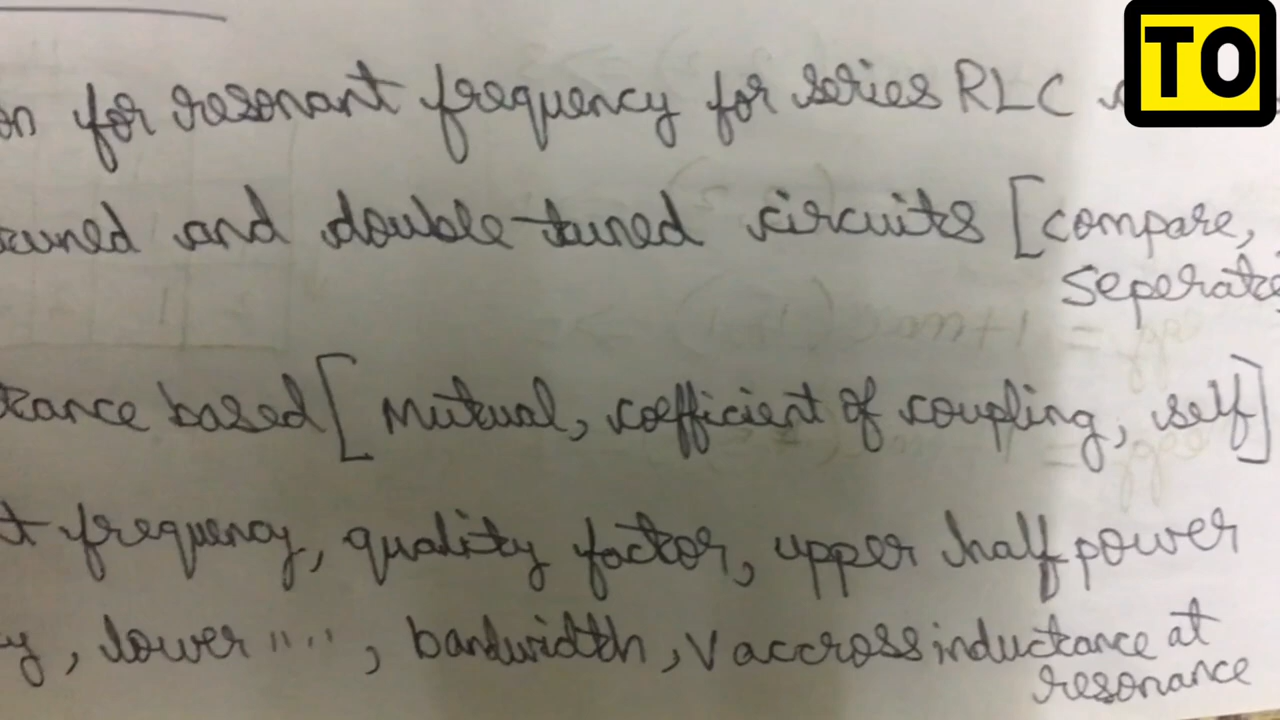 TO
on for resonant frequency for series RLC
tuned and double-tuned circuits [compare,
seperate
tance based [Mutual, coefficient of coupling, self]
t frequency, quality factor, upper half power
y, lower "", bandwidth, V accross inductance at
resonance